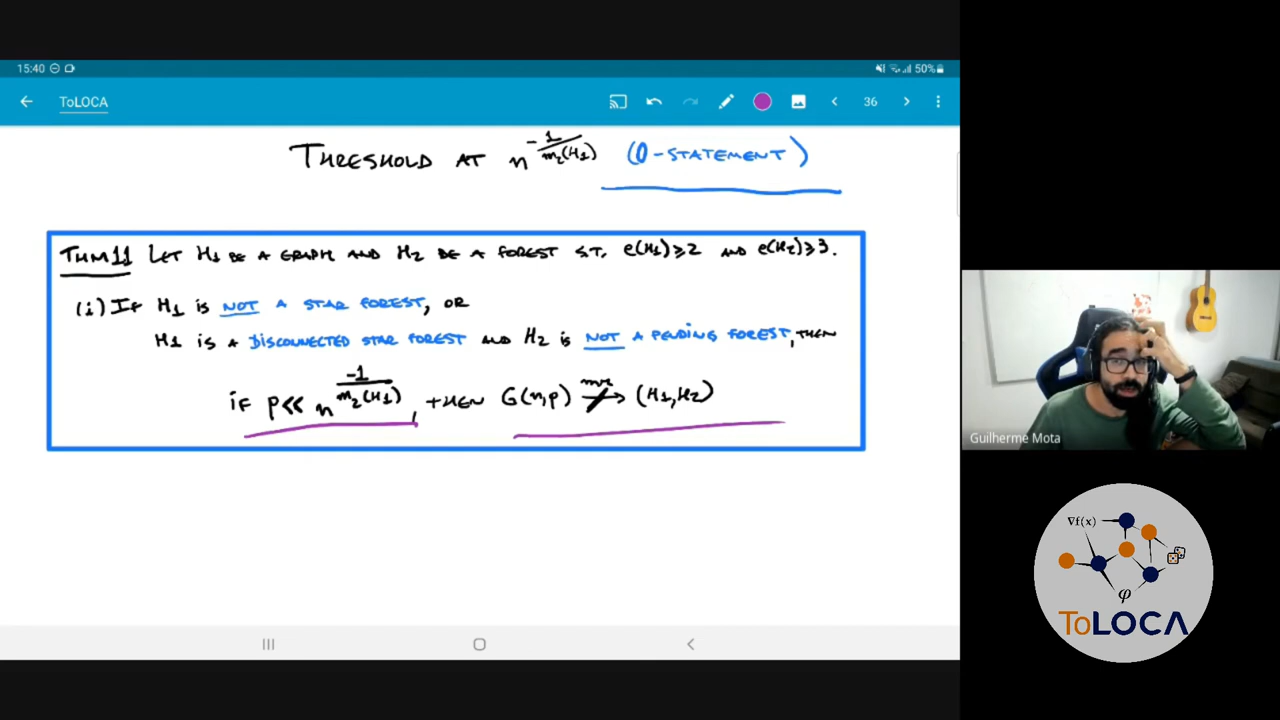 15:40
50%
ToLOCA
36
THRESHOLD AT n^{-1/m₂(H₁)} (0-STATEMENT)
THM 11 LET H₁ BE A GRAPH AND H₂ BE A FOREST S.T. e(H₁)≥2 AND e(H₂)≥3.
(i) IF H₁ IS NOT A STAR FOREST, OR
H₁ IS A DISCONNECTED STAR FOREST AND H₂ IS NOT A PENDING FOREST, THEN
IF p≪ n^{-1/m₂(H₁)}, THEN G(n,p) ↛ (H₁,H₂)
Guilherme Mota
∇f(x)
φ
ToLOCA